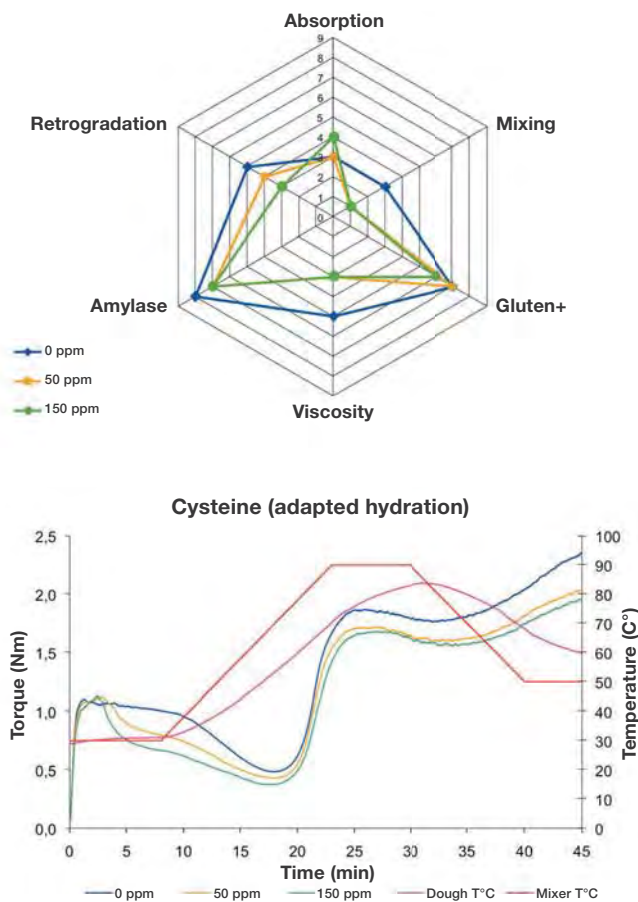 Absorption
9
8
7
6
5
4
3
2
1
0
Retrogradation
Mixing
Amylase
Gluten+
Viscosity
0 ppm
50 ppm
150 ppm
Cysteine (adapted hydration)
2,5
2,0
1,5
1,0
0,5
0,0
Torque (Nm)
100
90
80
70
60
50
40
30
20
10
0
Temperature (C°)
0 5 10 15 20 25 30 35 40 45
Time (min)
0 ppm 50 ppm 150 ppm Dough T°C Mixer T°C